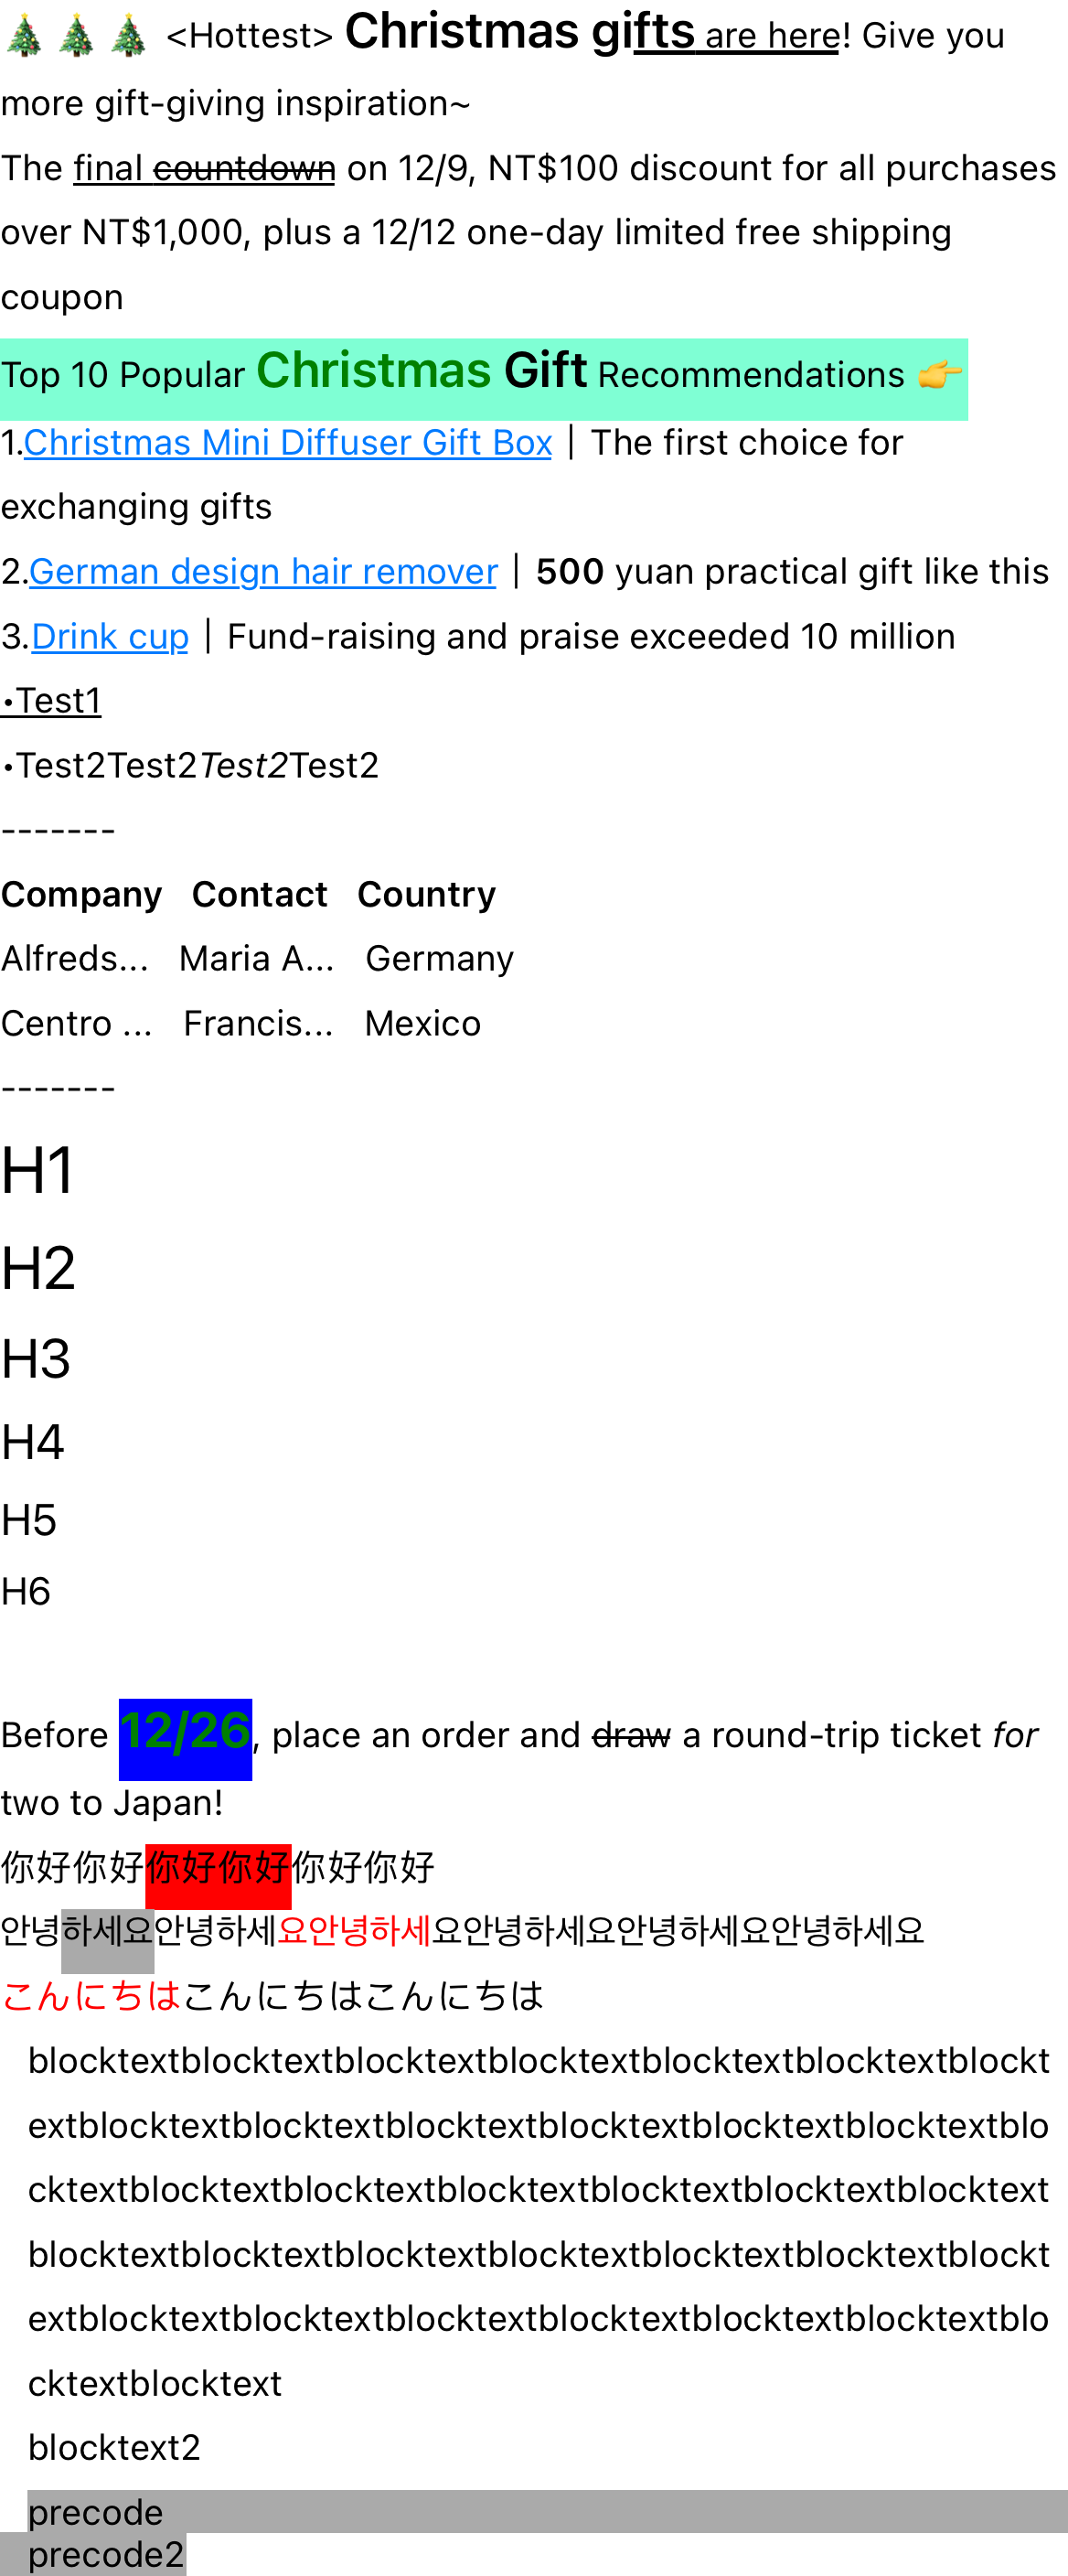 🎄🎄🎄 <Hottest> Christmas gifts are here! Give you
more gift-giving inspiration~
The final countdown on 12/9, NT$100 discount for all purchases
over NT$1,000, plus a 12/12 one-day limited free shipping
coupon
Top 10 Popular Christmas Gift Recommendations 👉
1.Christmas Mini Diffuser Gift Box｜The first choice for
exchanging gifts
2.German design hair remover｜500 yuan practical gift like this
3.Drink cup｜Fund-raising and praise exceeded 10 million
•Test1
•Test2Test2Test2Test2
-------
Company Contact Country
Alfreds... Maria A... Germany
Centro ... Francis... Mexico
-------
H1
H2
H3
H4
H5
H6
Before 12/26, place an order and draw a round-trip ticket for
two to Japan!
你好你好你好你好你好你好
안녕하세요안녕하세요안녕하세요안녕하세요안녕하세요안녕하세요
こんにちはこんにちはこんにちは
blocktextblocktextblocktextblocktextblocktextblocktextblockt
extblocktextblocktextblocktextblocktextblocktextblocktextblo
cktextblocktextblocktextblocktextblocktextblocktextblocktext
blocktextblocktextblocktextblocktextblocktextblocktextblockt
extblocktextblocktextblocktextblocktextblocktextblocktextblo
cktextblocktext
blocktext2
precode
precode2